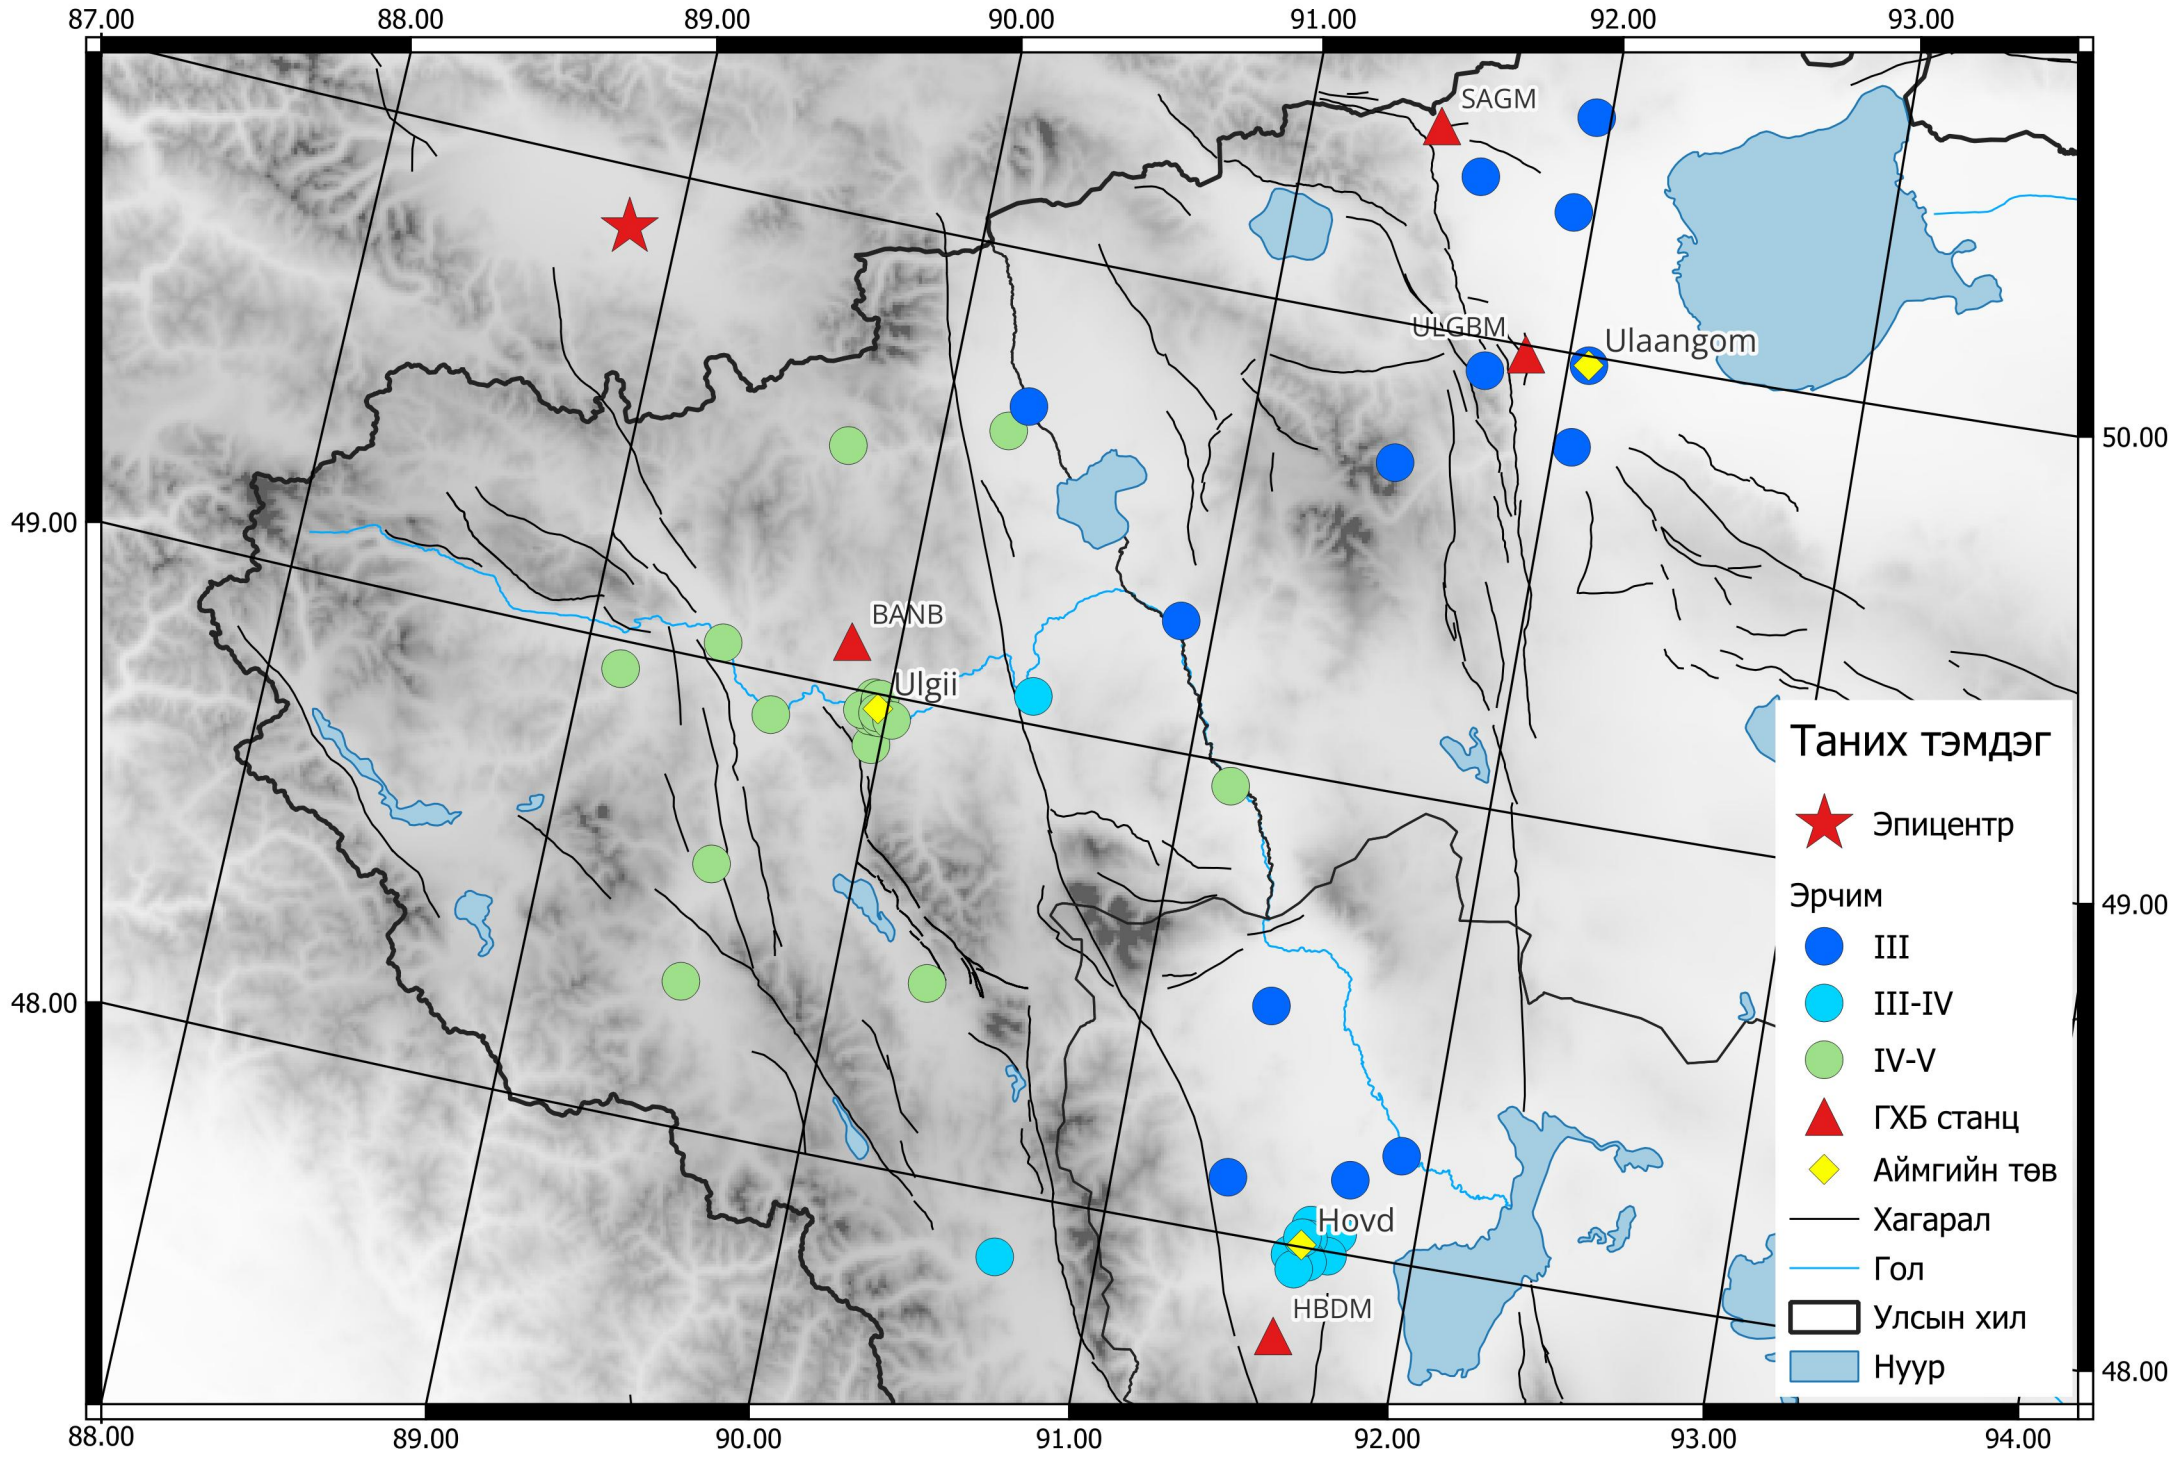 87.00 88.00 89.00 90.00 91.00 92.00 93.00
SAGM
ULGBM
Ulaangom
50.00
49.00
BANB
Ulgii
Таних тэмдэг
Эпицентр
Эрчим
49.00
III
48.00
III-IV
IV-V
ГХБ станц
Аймгийн төв
Hovd
Хагарал
Гол
HBDM
Улсын хил
Нуур
48.00
88.00 89.00 90.00 91.00 92.00 93.00 94.00